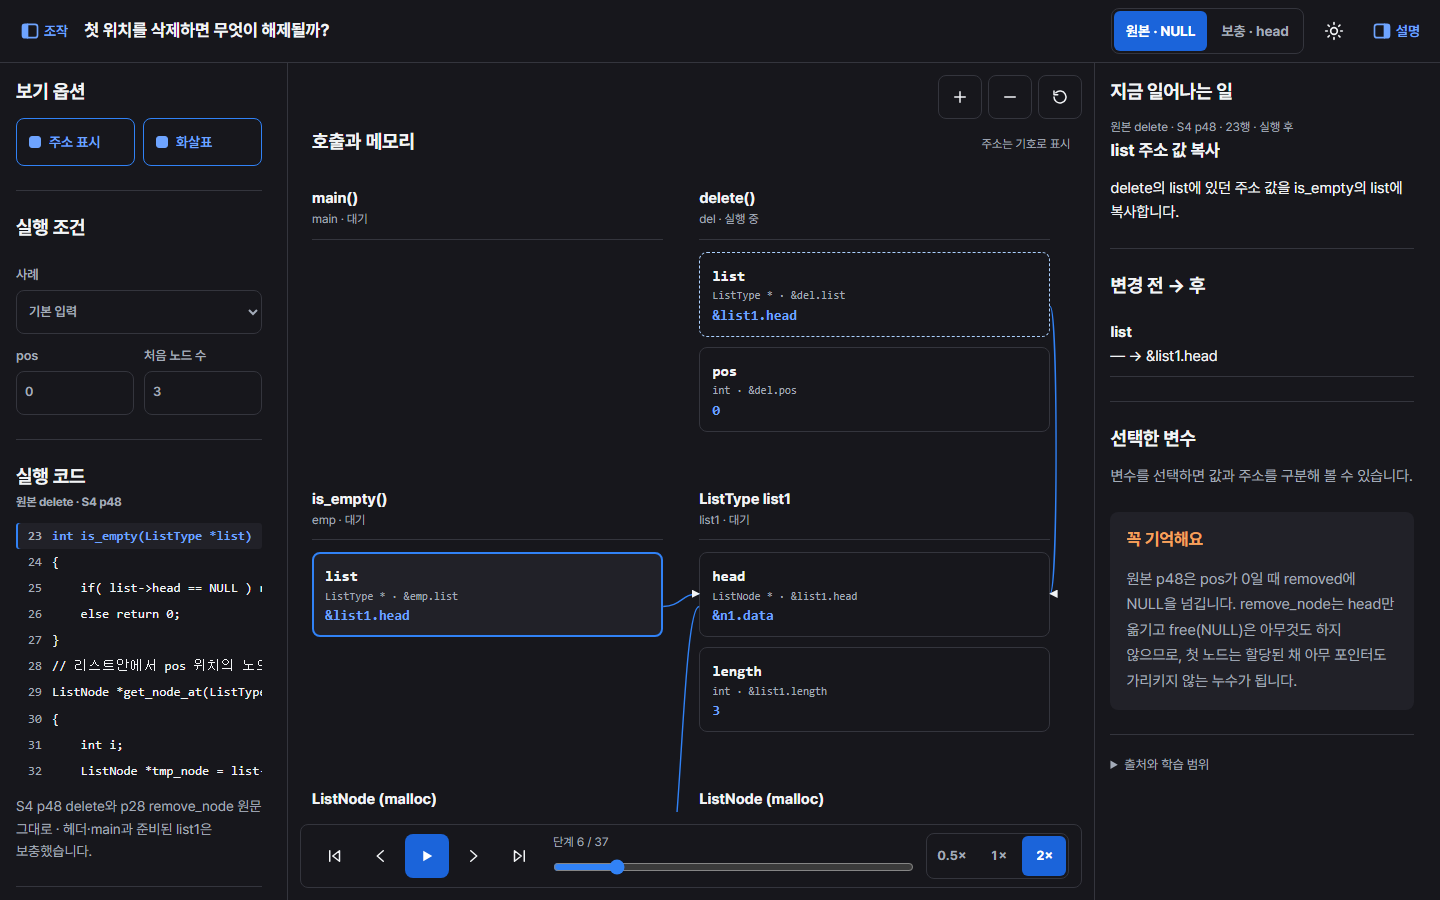 조작
첫 위치를 삭제하면 무엇이 해제될까?
원본 · NULL
보충 · head
설명
보기 옵션
주소 표시
화살표
실행 조건
사례
기본 입력
pos
처음 노드 수
0
3
실행 코드
원본 delete · S4 p48
23 int is_empty(ListType *list)
24 {
25 if( list->head == NULL ) r
26 else return 0;
27 }
28 // 리스트안에서 pos 위치의 노드
29 ListNode *get_node_at(ListType
30 {
31 int i;
32 ListNode *tmp_node = list-
S4 p48 delete와 p28 remove_node 원문
그대로 · 헤더·main과 준비된 list1은
보충했습니다.
호출과 메모리
주소는 기호로 표시
main()
main · 대기
delete()
del · 실행 중
list
ListType * · &del.list
&list1.head
pos
int · &del.pos
0
is_empty()
emp · 대기
list
ListType * · &emp.list
&list1.head
ListType list1
list1 · 대기
head
ListNode * · &list1.head
&n1.data
length
int · &list1.length
3
ListNode (malloc)
ListNode (malloc)
단계 6 / 37
0.5×
1×
2×
지금 일어나는 일
원본 delete · S4 p48 · 23행 · 실행 후
list 주소 값 복사
delete의 list에 있던 주소 값을 is_empty의 list에
복사합니다.
변경 전 → 후
list
— → &list1.head
선택한 변수
변수를 선택하면 값과 주소를 구분해 볼 수 있습니다.
꼭 기억해요
원본 p48은 pos가 0일 때 removed에
NULL을 넘깁니다. remove_node는 head만
옮기고 free(NULL)은 아무것도 하지
않으므로, 첫 노드는 할당된 채 아무 포인터도
가리키지 않는 누수가 됩니다.
출처와 학습 범위